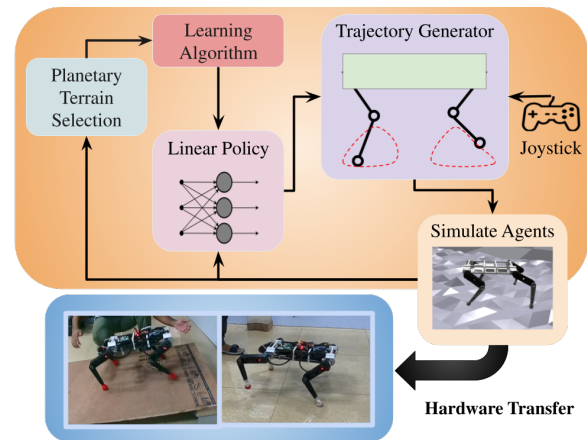 Learning
Algorithm
Trajectory Generator
Planetary
Terrain
Selection
Linear Policy
Joystick
Simulate Agents
Hardware Transfer